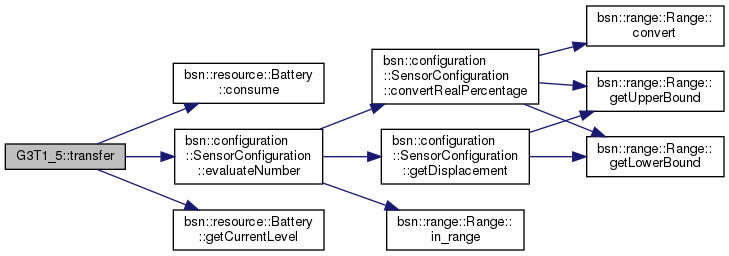 G3T1_5::transfer
bsn::resource::Battery
::consume
bsn::configuration
::SensorConfiguration
::evaluateNumber
bsn::resource::Battery
::getCurrentLevel
bsn::configuration
::SensorConfiguration
::convertRealPercentage
bsn::configuration
::SensorConfiguration
::getDisplacement
bsn::range::Range::
in_range
bsn::range::Range::
convert
bsn::range::Range::
getUpperBound
bsn::range::Range::
getLowerBound